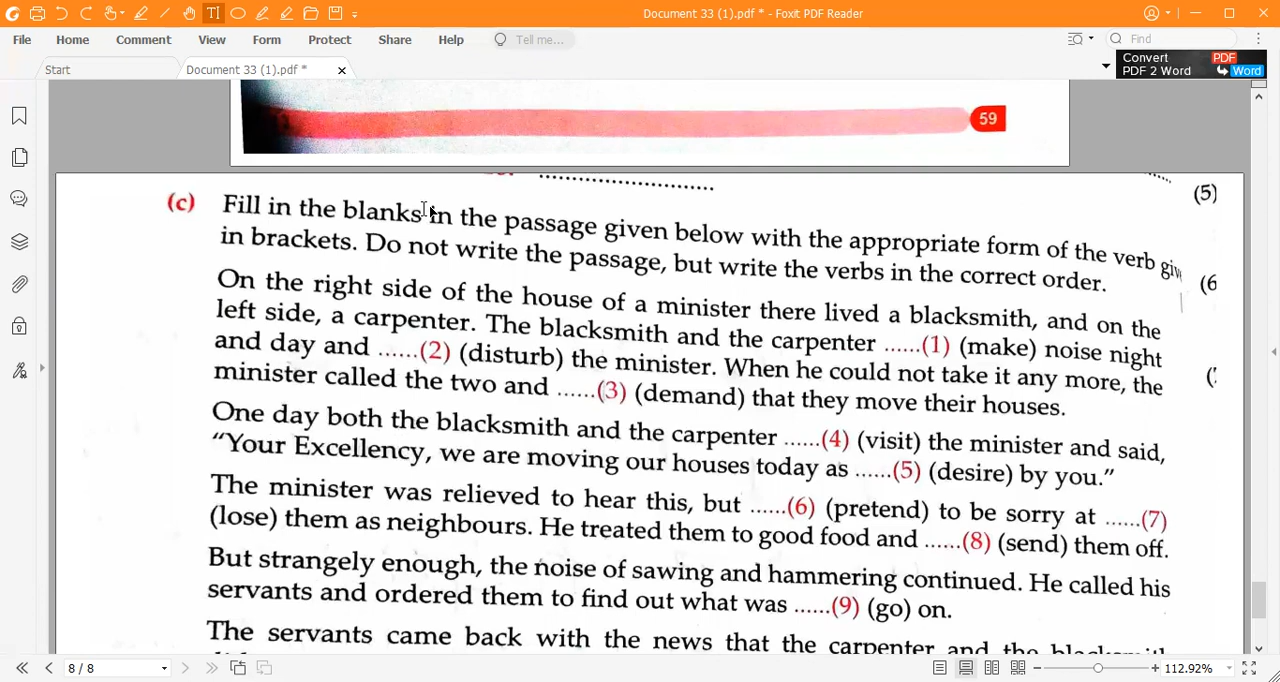 Document 33 (1).pdf * - Foxit PDF Reader
File Home Comment View Form Protect Share Help Tell me... Find
Start Document 33 (1).pdf * Convert PDF
PDF 2 Word Word
59
(5)
(c) Fill in the blanks in the passage given below with the appropriate form of the verb giv
in brackets. Do not write the passage, but write the verbs in the correct order.
(6
On the right side of the house of a minister there lived a blacksmith, and on the
left side, a carpenter. The blacksmith and the carpenter ......(1) (make) noise night
and day and ......(2) (disturb) the minister. When he could not take it any more, the
minister called the two and ......(3) (demand) that they move their houses.
One day both the blacksmith and the carpenter ......(4) (visit) the minister and said,
“Your Excellency, we are moving our houses today as ......(5) (desire) by you.”
The minister was relieved to hear this, but ......(6) (pretend) to be sorry at ......(7)
(lose) them as neighbours. He treated them to good food and ......(8) (send) them off.
But strangely enough, the noise of sawing and hammering continued. He called his
servants and ordered them to find out what was ......(9) (go) on.
The servants came back with the news that the carpenter and the blacksmith
8 / 8 112.92%